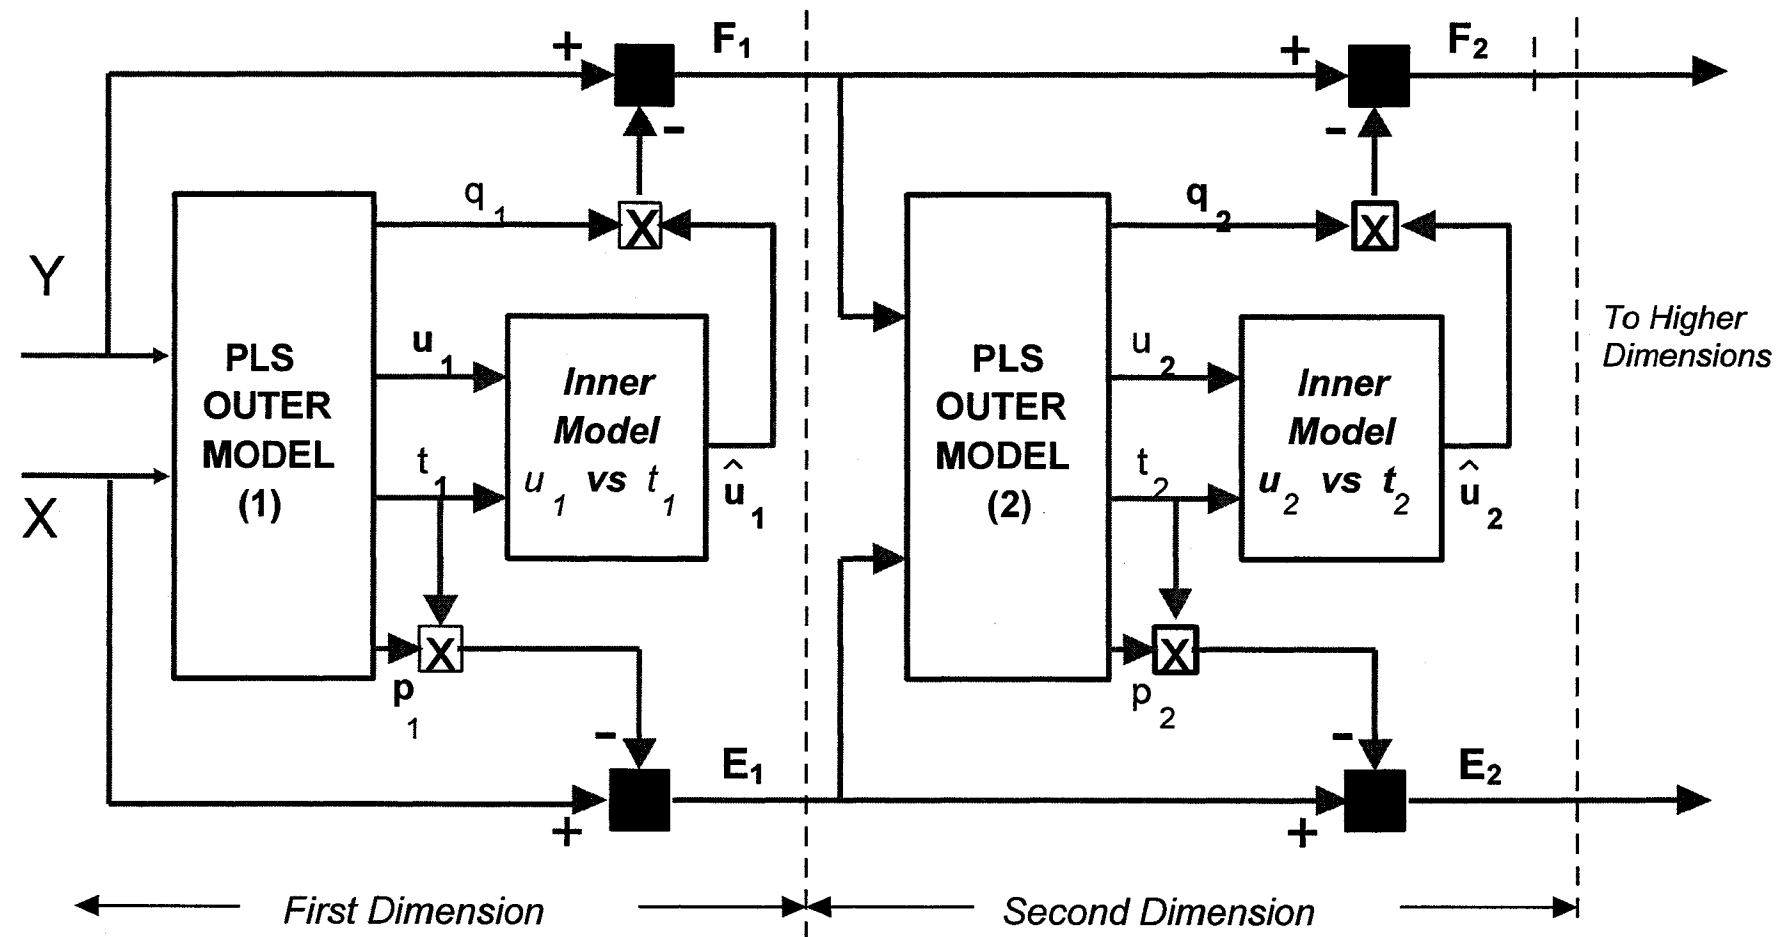 + F₁ + F₂
- -
q₁ q₂
X X
Y
To Higher
Dimensions
u₁ u₂
PLS
OUTER
MODEL
(1)
Inner
Model
u₁ vs t₁
PLS
OUTER
MODEL
(2)
Inner
Model
u₂ vs t₂
t₁ t₂
û₁ û₂
X
X X
p₁ p₂
- E₁ - E₂
+ +
First Dimension Second Dimension